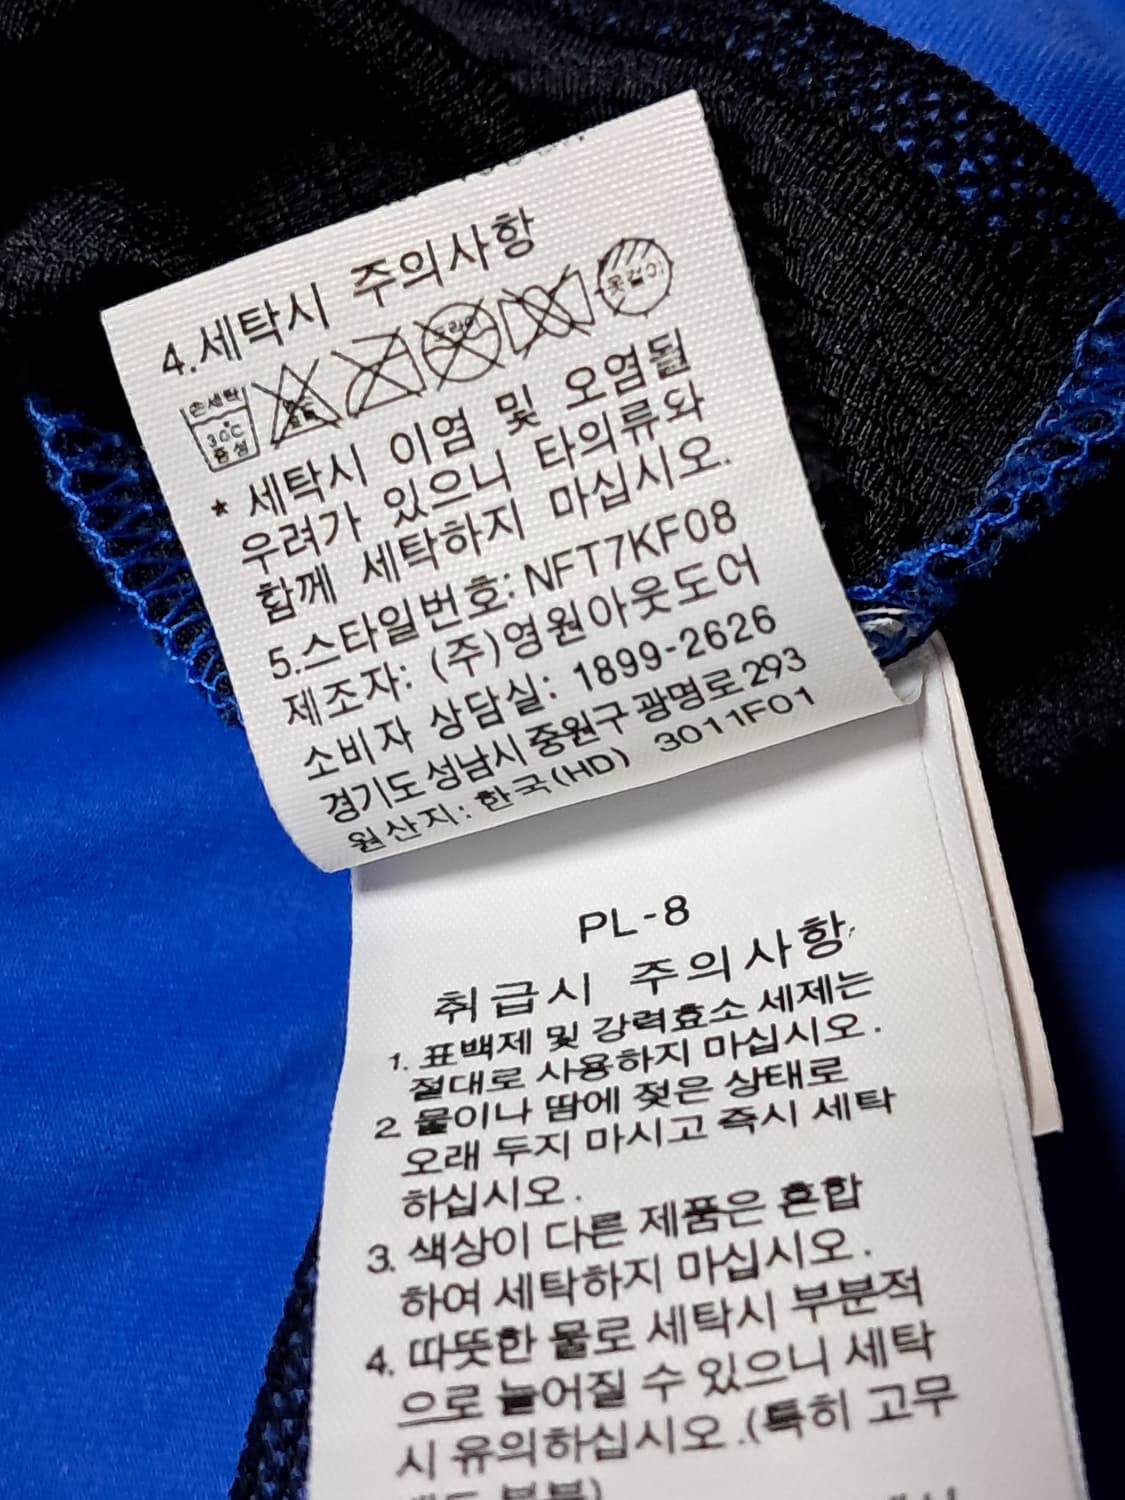 4.세탁시 주의사항
손세탁
30˚C
중성
드라이
옷걸이
* 세탁시 이염 및 오염될
우려가 있으니 타의류와
함께 세탁하지 마십시오.
5.스타일번호: NFT7KF08
제조자: (주)영원아웃도어
소비자 상담실: 1899-2626
경기도 성남시 중원구 광명로 293
원산지: 한국(HD) 3011F01
PL-8
취급시 주의사항
1. 표백제 및 강력효소 세제는
절대로 사용하지 마십시오.
2. 물이나 땀에 젖은 상태로
오래 두지 마시고 즉시 세탁
하십시오.
3. 색상이 다른 제품은 혼합
하여 세탁하지 마십시오.
4. 따뜻한 물로 세탁시 부분적
으로 늘어질 수 있으니 세탁
시 유의하십시오.(특히 고무
밴드 부분)